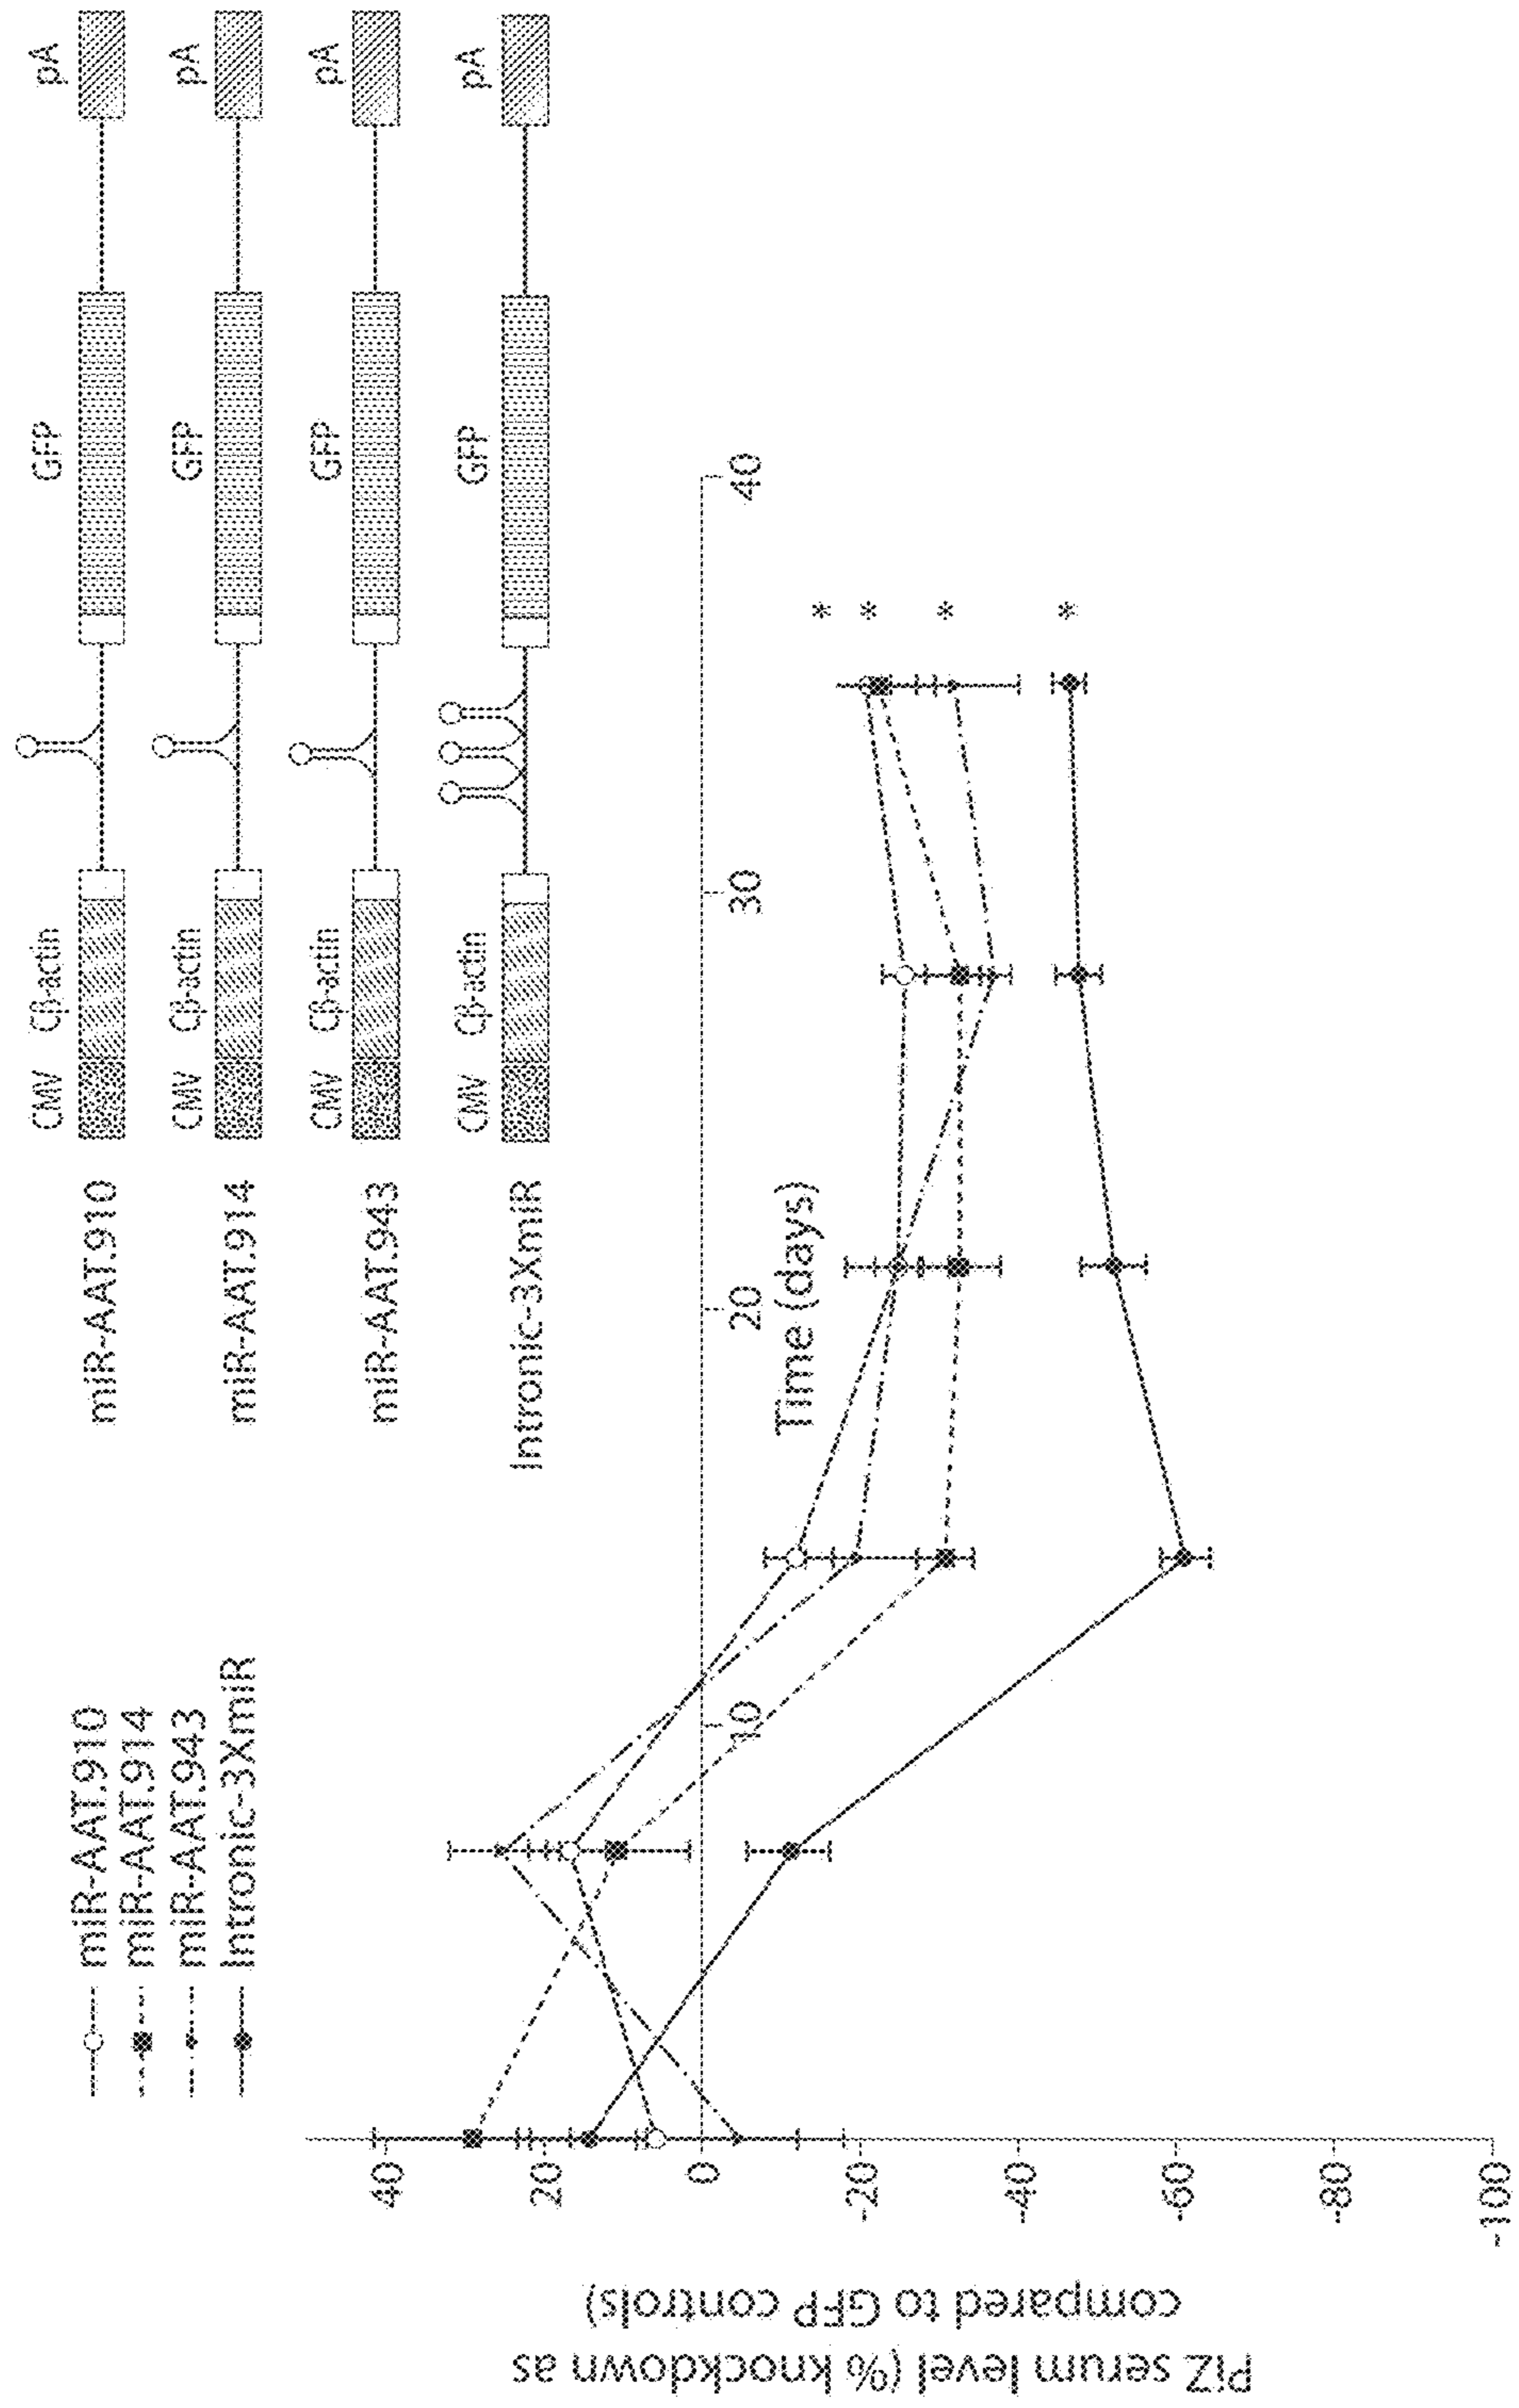 miR-AAT.910
miR-AAT.914
miR-AAT.943
Intronic-3XmiR
miR-AAT.910
CMV Cβ-actin GFP pA
miR-AAT.914
CMV Cβ-actin GFP pA
miR-AAT.943
CMV Cβ-actin GFP pA
Intronic-3XmiR
CMV Cβ-actin GFP pA
PiZ serum level (% knockdown as
compared to GFP controls)
40
20
0
-20
-40
-60
-80
-100
10
20
30
40
Time (days)
*
*
*
*